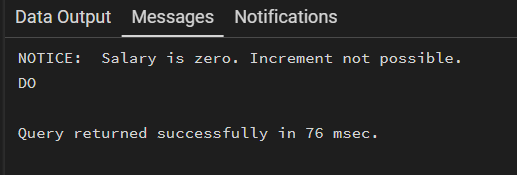 Data Output Messages Notifications
NOTICE:  Salary is zero. Increment not possible.
DO
Query returned successfully in 76 msec.